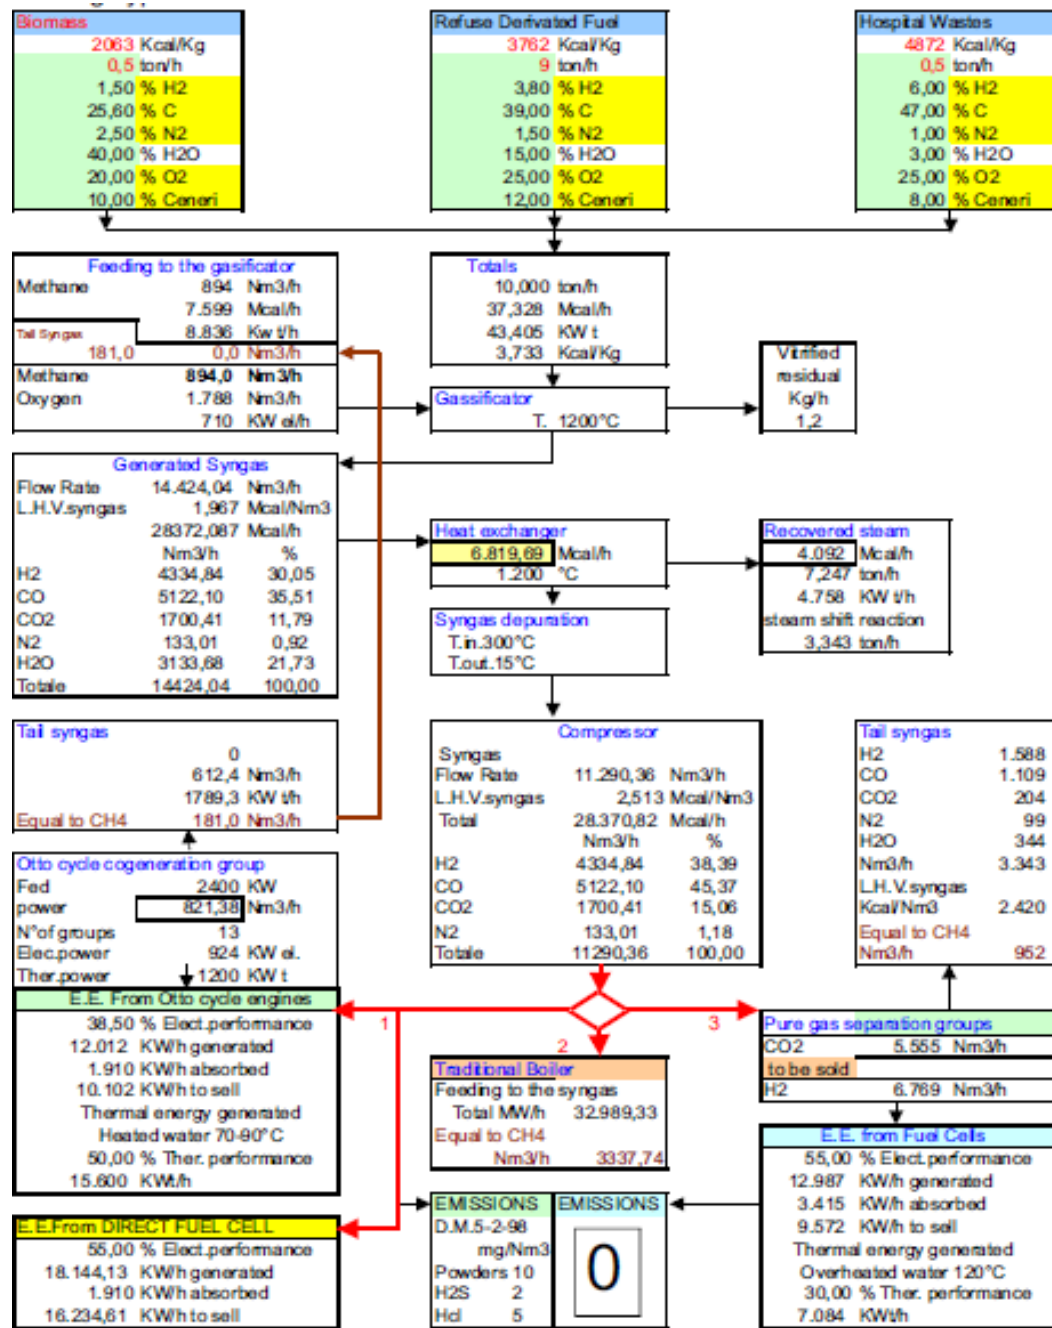 Biomass
2063 Kcal/Kg
0,5 ton/h
1,50 % H2
25,60 % C
2,50 % N2
40,00 % H2O
20,00 % O2
10,00 % Ceneri
Refuse Derivated Fuel
3762 Kcal/Kg
9 ton/h
3,80 % H2
39,00 % C
1,50 % N2
15,00 % H2O
25,00 % O2
12,00 % Ceneri
Hospital Wastes
4872 Kcal/Kg
0,5 ton/h
6,00 % H2
47,00 % C
1,00 % N2
3,00 % H2O
25,00 % O2
8,00 % Ceneri
Feeding to the gasificator
Methane 894 Nm3/h
7.599 Mcal/h
8.836 Kw t/h
Tail Syngas
181,0 0,0 Nm3/h
Methane 894,0 Nm3/h
Oxygen 1.788 Nm3/h
710 KW el/h
Totals
10,000 ton/h
37,328 Mcal/h
43,405 KW t
3,733 Kcal/Kg
Gassificator
T. 1200°C
Vitrified
residual
Kg/h
1,2
Generated Syngas
Flow Rate 14.424,04 Nm3/h
L.H.V.syngas 1,967 Mcal/Nm3
28372,087 Mcal/h
Nm3/h %
H2 4334,84 30,05
CO 5122,10 35,51
CO2 1700,41 11,79
N2 133,01 0,92
H2O 3133,68 21,73
Totale 14424,04 100,00
Heat exchanger
6.819,69 Mcal/h
1.200 °C
Recovered steam
4.092 Mcal/h
7,247 ton/h
4.758 KW t/h
steam shift reaction
3,343 ton/h
Syngas depuration
T.in.300°C
T.out.15°C
Tail syngas
0
612,4 Nm3/h
1789,3 KW t/h
Equal to CH4 181,0 Nm3/h
Compressor
Syngas
Flow Rate 11.290,36 Nm3/h
L.H.V.syngas 2,513 Mcal/Nm3
Total 28.370,82 Mcal/h
Nm3/h %
H2 4334,84 38,39
CO 5122,10 45,37
CO2 1700,41 15,06
N2 133,01 1,18
Totale 11290,36 100,00
Tail syngas
H2 1.588
CO 1.109
CO2 204
N2 99
H2O 344
Nm3/h 3.343
L.H.V.syngas
Kcal/Nm3 2.420
Equal to CH4
Nm3/h 952
Otto cycle cogeneration group
Fed 2400 KW
power 821,38 Nm3/h
N°of groups 13
Elec.power 924 KW el.
Ther.power 1200 KW t
E.E. From Otto cycle engines
38,50 % Elect.performance
12.012 KW/h generated
1.910 KW/h absorbed
10.102 KW/h to sell
Thermal energy generated
Heated water 70-90°C
50,00 % Ther. performance
15.600 KWt/h
1
2
3
Traditional Boiler
Feeding to the syngas
Total MW/h 32.989,33
Equal to CH4
Nm3/h 3337,74
Pure gas separation groups
CO2 5.555 Nm3/h
to be sold
H2 6.769 Nm3/h
E.E. from Fuel Cells
55,00 % Elect.performance
12.987 KW/h generated
3.415 KW/h absorbed
9.572 KW/h to sell
Thermal energy generated
Overheated water 120°C
30,00 % Ther. performance
7.084 KWt/h
E.E.From DIRECT FUEL CELL
55,00 % Elect.performance
18.144,13 KW/h generated
1.910 KW/h absorbed
16.234,61 KW/h to sell
EMISSIONS
D.M.5-2-98
mg/Nm3
Powders 10
H2S 2
Hcl 5
EMISSIONS
0